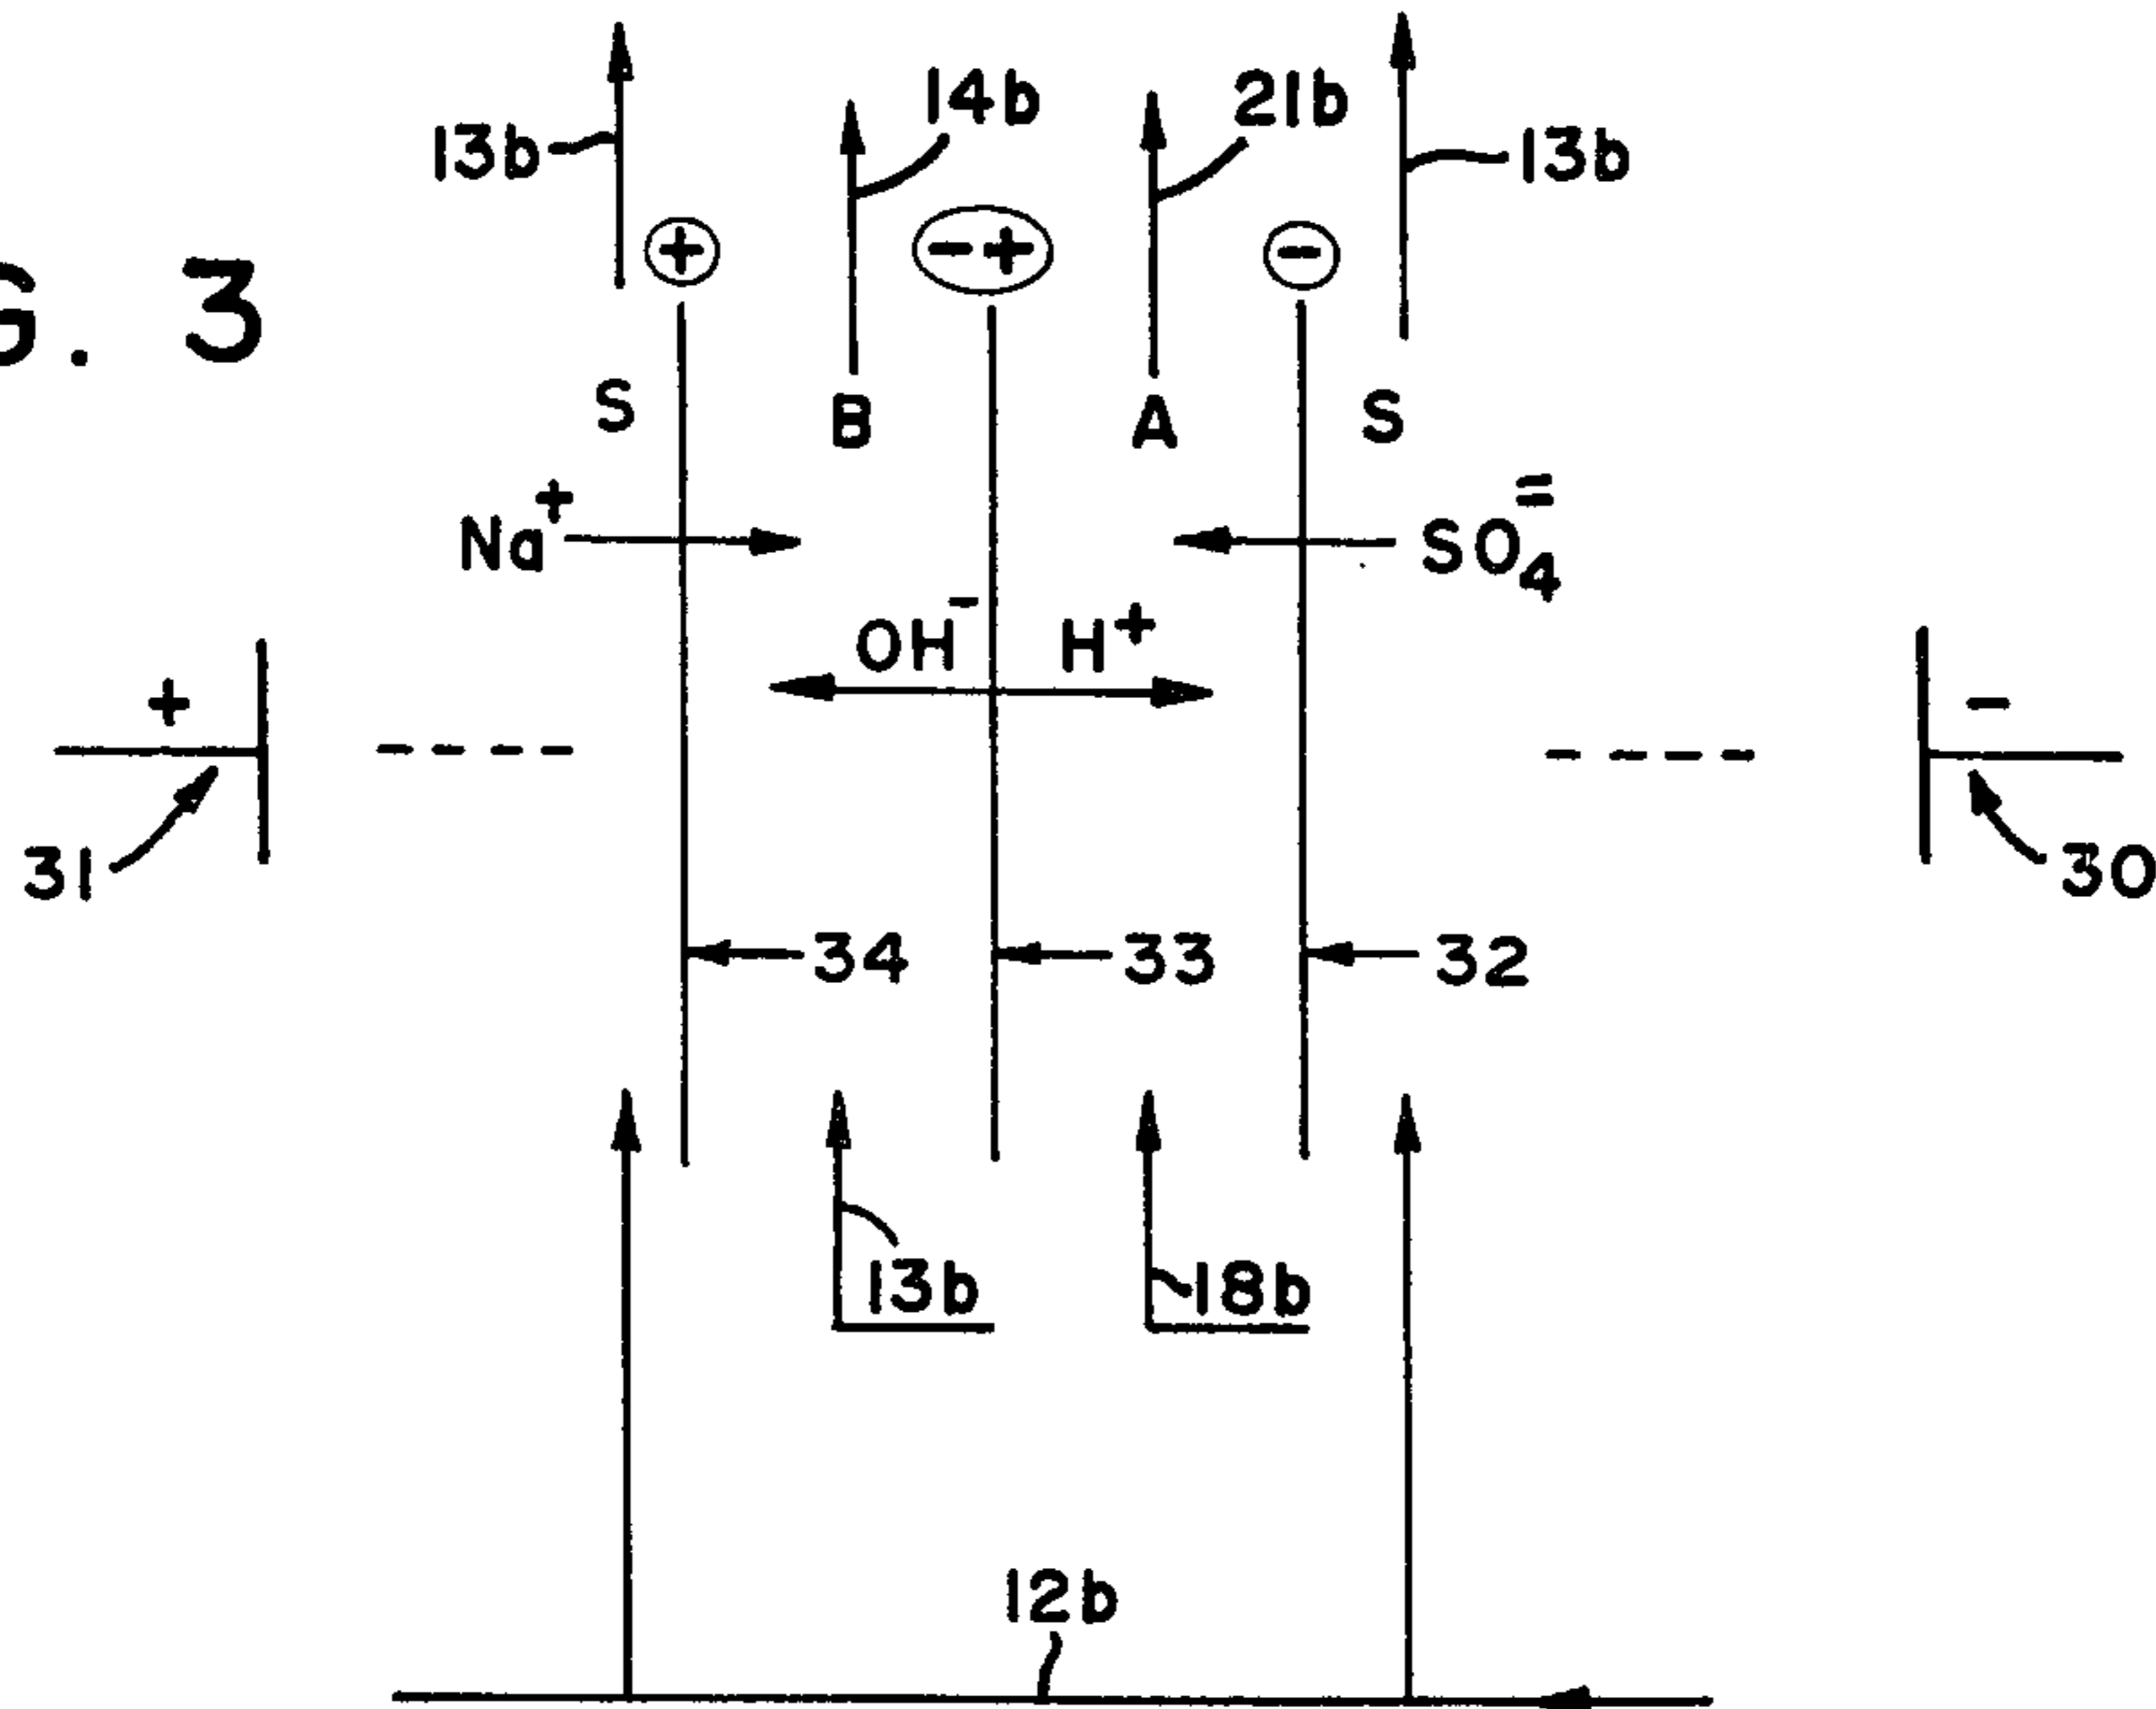 G. 3
13b
14b
21b
13b
+
- +
-
S
B
A
S
Na+
SO4=
OH-
H+
+
-
31
30
34
33
32
13b
18b
12b